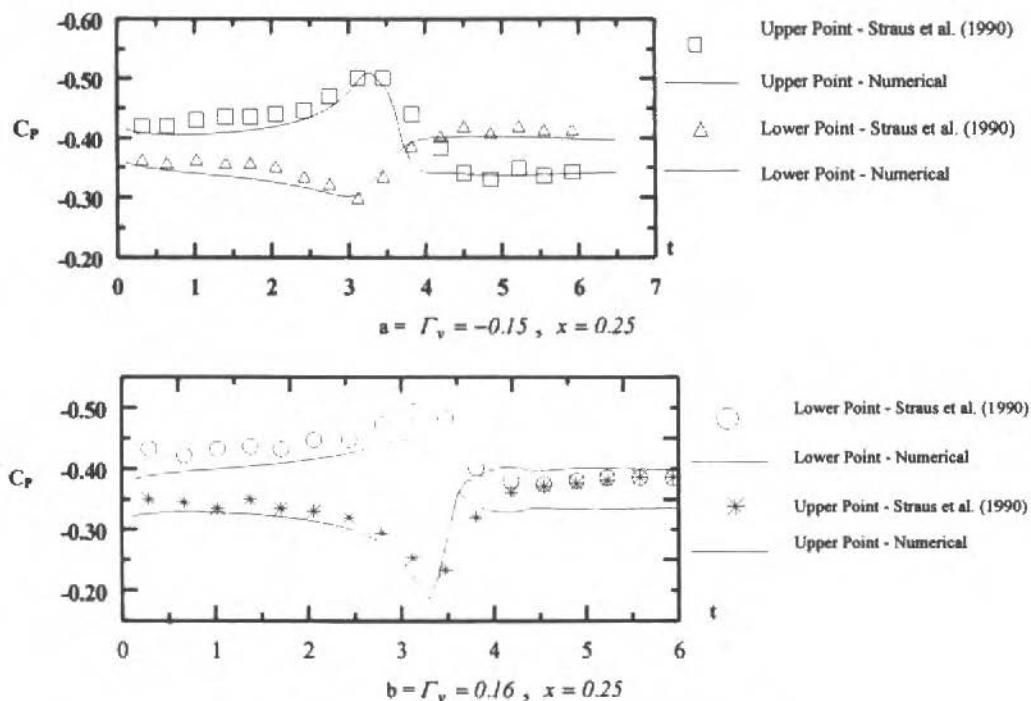 -0.60
-0.50
-0.40
-0.30
-0.20
Cₚ
0 1 2 3 4 5 6 7
t
a = Γᵥ = −0.15 , x = 0.25
Upper Point - Straus et al. (1990)
Upper Point - Numerical
Lower Point - Straus et al. (1990)
Lower Point - Numerical
-0.50
-0.40
-0.30
-0.20
Cₚ
0 1 2 3 4 5 6
t
b = Γᵥ = 0.16 , x = 0.25
Lower Point - Straus et al. (1990)
Lower Point - Numerical
Upper Point - Straus et al. (1990)
Upper Point - Numerical